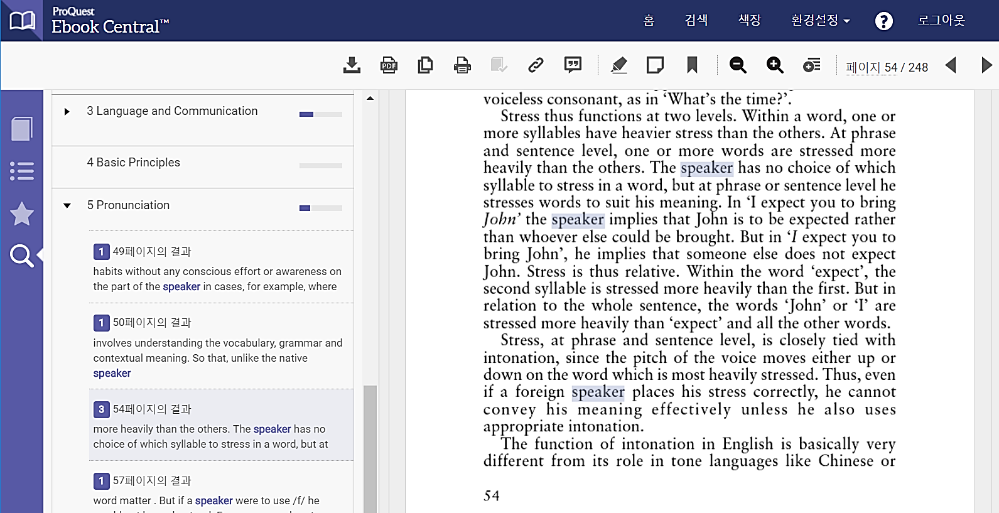 ProQuest
Ebook Central™
홈
검색
책장
환경설정
?
로그아웃
PDF
페이지 54 / 248
3 Language and Communication
4 Basic Principles
5 Pronunciation
1 49페이지의 결과
habits without any conscious effort or awareness on
the part of the speaker in cases, for example, where
1 50페이지의 결과
involves understanding the vocabulary, grammar and
contextual meaning. So that, unlike the native
speaker
3 54페이지의 결과
more heavily than the others. The speaker has no
choice of which syllable to stress in a word, but at
1 57페이지의 결과
word matter . But if a speaker were to use /f/ he
voiceless consonant, as in ‘What’s the time?’.
Stress thus functions at two levels. Within a word, one or
more syllables have heavier stress than the others. At phrase
and sentence level, one or more words are stressed more
heavily than the others. The speaker has no choice of which
syllable to stress in a word, but at phrase or sentence level he
stresses words to suit his meaning. In ‘I expect you to bring
John’ the speaker implies that John is to be expected rather
than whoever else could be brought. But in ‘I expect you to
bring John’, he implies that someone else does not expect
John. Stress is thus relative. Within the word ‘expect’, the
second syllable is stressed more heavily than the first. But in
relation to the whole sentence, the words ‘John’ or ‘I’ are
stressed more heavily than ‘expect’ and all the other words.
Stress, at phrase and sentence level, is closely tied with
intonation, since the pitch of the voice moves either up or
down on the word which is most heavily stressed. Thus, even
if a foreign speaker places his stress correctly, he cannot
convey his meaning effectively unless he also uses
appropriate intonation.
The function of intonation in English is basically very
different from its role in tone languages like Chinese or
54